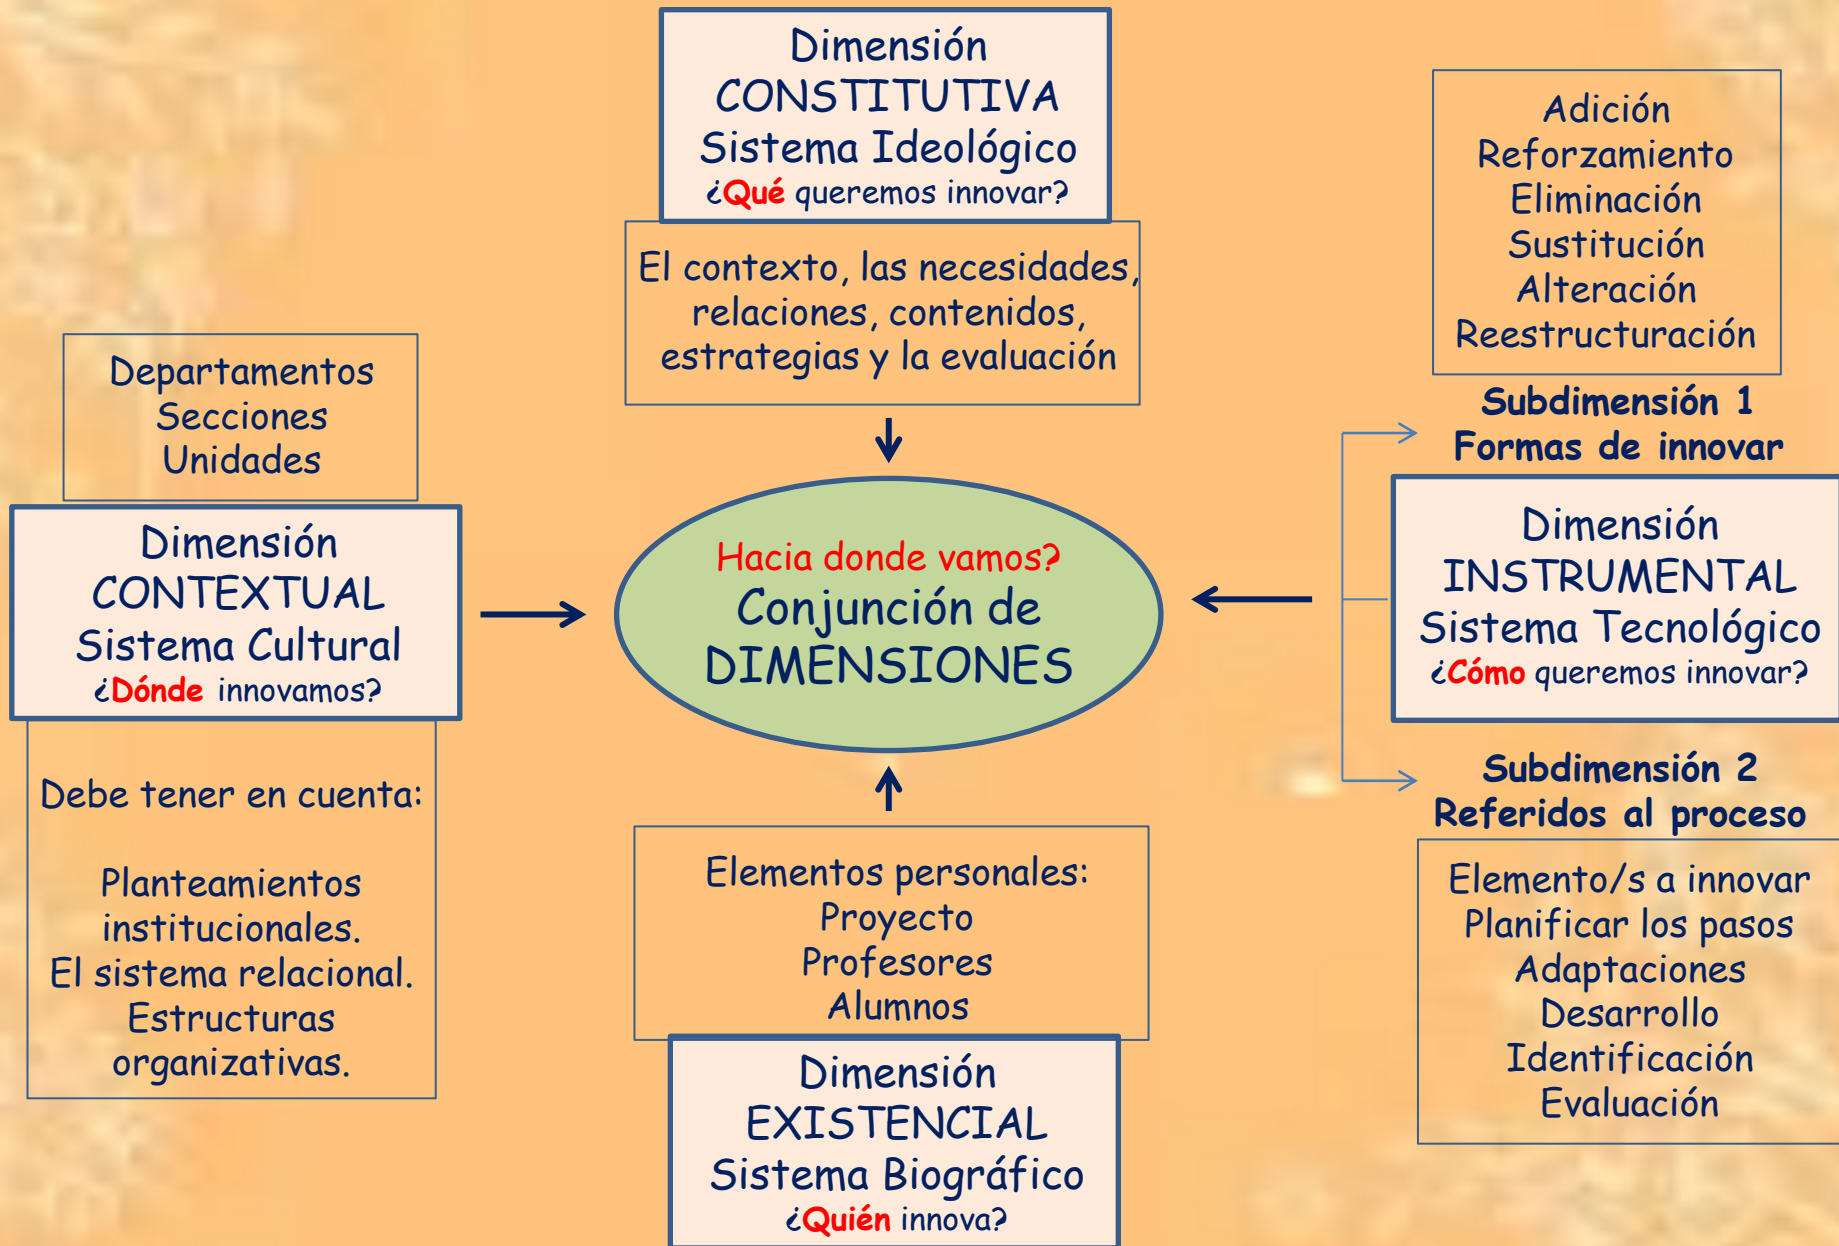 Dimensión
CONSTITUTIVA
Sistema Ideológico
¿Qué queremos innovar?
El contexto, las necesidades,
relaciones, contenidos,
estrategias y la evaluación
Departamentos
Secciones
Unidades
Dimensión
CONTEXTUAL
Sistema Cultural
¿Dónde innovamos?
Debe tener en cuenta:
Planteamientos
institucionales.
El sistema relacional.
Estructuras
organizativas.
Hacia donde vamos?
Conjunción de
DIMENSIONES
Elementos personales:
Proyecto
Profesores
Alumnos
Dimensión
EXISTENCIAL
Sistema Biográfico
¿Quién innova?
Adición
Reforzamiento
Eliminación
Sustitución
Alteración
Reestructuración
Subdimensión 1
Formas de innovar
Dimensión
INSTRUMENTAL
Sistema Tecnológico
¿Cómo queremos innovar?
Subdimensión 2
Referidos al proceso
Elemento/s a innovar
Planificar los pasos
Adaptaciones
Desarrollo
Identificación
Evaluación